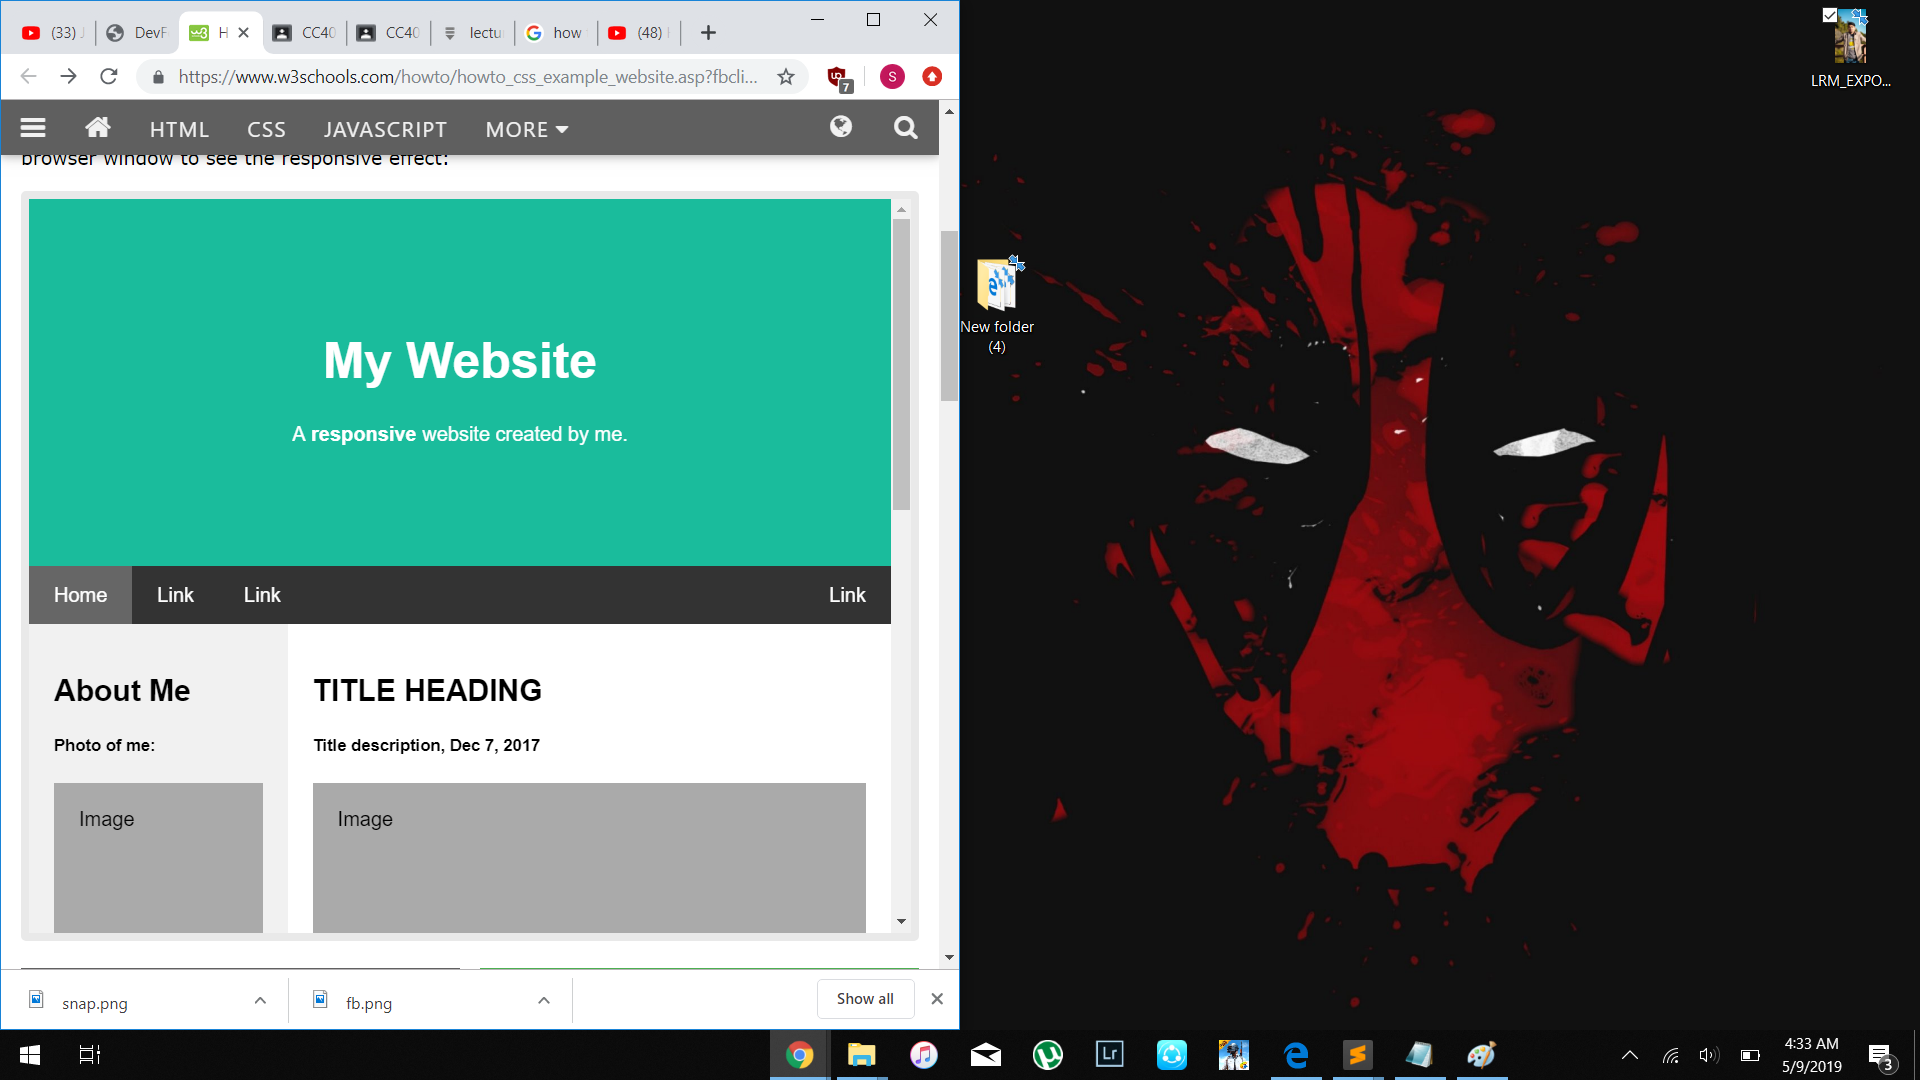 (33) J
DevF
H
CC40
CC40
lectu
how
(48)
https://www.w3schools.com/howto/howto_css_example_website.asp?fbcli...
7
S
HTML CSS JAVASCRIPT MORE
browser window to see the responsive effect:
My Website
A responsive website created by me.
Home Link Link Link
About Me
Photo of me:
Image
TITLE HEADING
Title description, Dec 7, 2017
Image
snap.png
fb.png
Show all
LRM_EXPO...
New folder
(4)
Lr
4:33 AM
5/9/2019
3